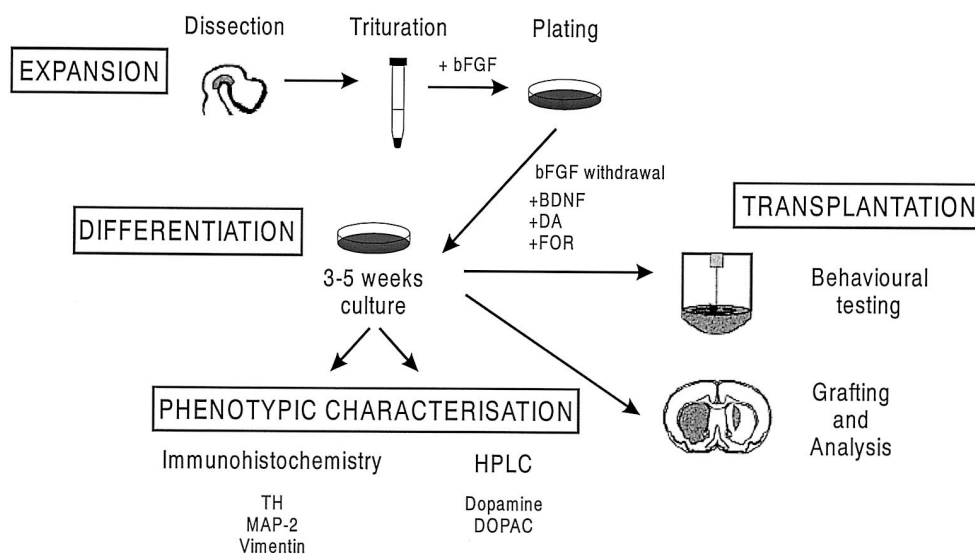 Dissection
Trituration
Plating
EXPANSION
+ bFGF
bFGF withdrawal
+BDNF
+DA
+FOR
TRANSPLANTATION
DIFFERENTIATION
3-5 weeks
culture
Behavioural
testing
PHENOTYPIC CHARACTERISATION
Grafting
and
Analysis
Immunohistochemistry
HPLC
TH
MAP-2
Vimentin
Dopamine
DOPAC